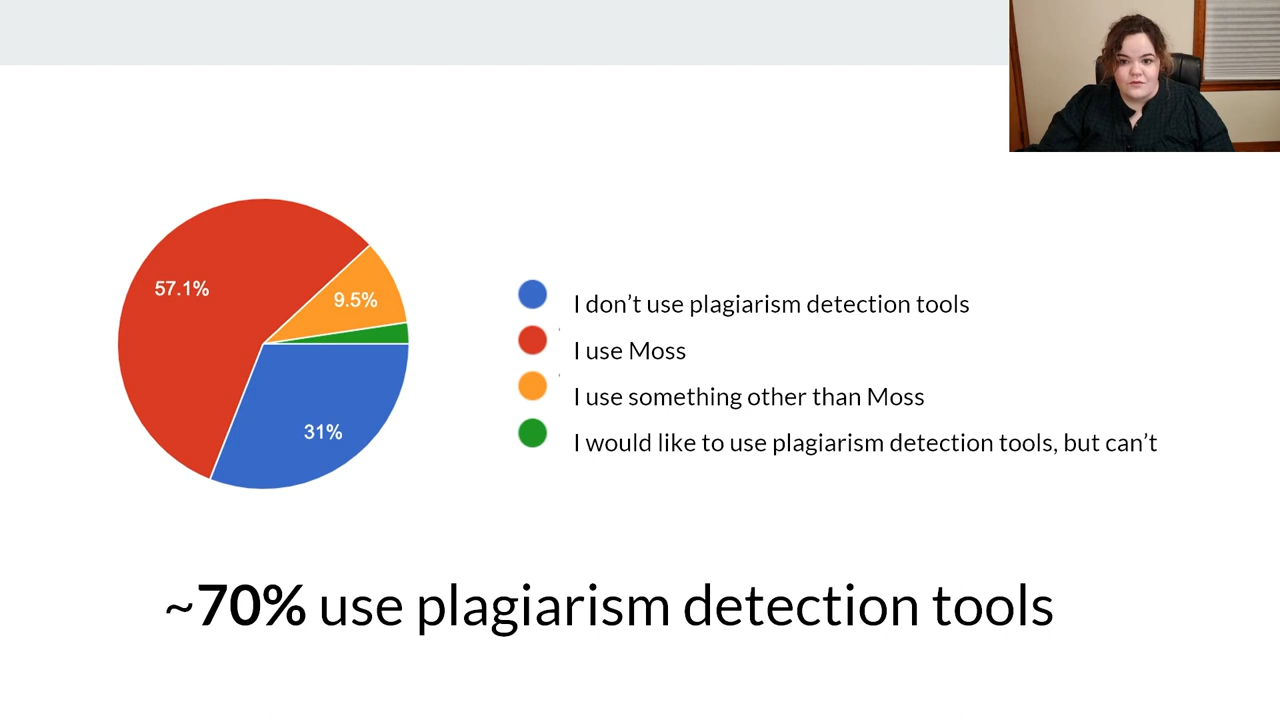 57.1%
9.5%
31%
I don’t use plagiarism detection tools
I use Moss
I use something other than Moss
I would like to use plagiarism detection tools, but can’t
~70% use plagiarism detection tools